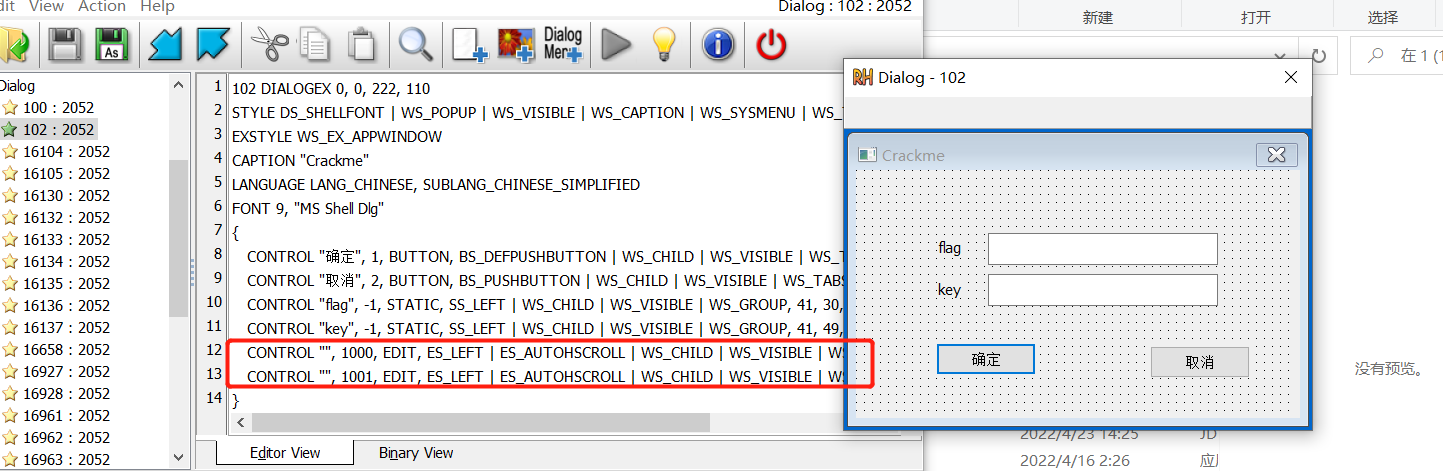 dit View Action Help
Dialog : 102 : 2052
As
Dialog
Mer
Dialog
100 : 2052
102 : 2052
16104 : 2052
16105 : 2052
16130 : 2052
16132 : 2052
16133 : 2052
16134 : 2052
16135 : 2052
16136 : 2052
16137 : 2052
16658 : 2052
16927 : 2052
16928 : 2052
16961 : 2052
16962 : 2052
16963 : 2052
1 102 DIALOGEX 0, 0, 222, 110
2 STYLE DS_SHELLFONT | WS_POPUP | WS_VISIBLE | WS_CAPTION | WS_SYSMENU | WS_
3 EXSTYLE WS_EX_APPWINDOW
4 CAPTION "Crackme"
5 LANGUAGE LANG_CHINESE, SUBLANG_CHINESE_SIMPLIFIED
6 FONT 9, "MS Shell Dlg"
7 {
8 CONTROL "确定", 1, BUTTON, BS_DEFPUSHBUTTON | WS_CHILD | WS_VISIBLE | WS_T
9 CONTROL "取消", 2, BUTTON, BS_PUSHBUTTON | WS_CHILD | WS_VISIBLE | WS_TABS
10 CONTROL "flag", -1, STATIC, SS_LEFT | WS_CHILD | WS_VISIBLE | WS_GROUP, 41, 30,
11 CONTROL "key", -1, STATIC, SS_LEFT | WS_CHILD | WS_VISIBLE | WS_GROUP, 41, 49,
12 CONTROL "", 1000, EDIT, ES_LEFT | ES_AUTOHSCROLL | WS_CHILD | WS_VISIBLE | WS
13 CONTROL "", 1001, EDIT, ES_LEFT | ES_AUTOHSCROLL | WS_CHILD | WS_VISIBLE | WS
14 }
Editor View Binary View
新建 打开 选择
在 1 (1
RH Dialog - 102
Crackme
flag
key
确定 取消
没有预览。
2022/4/23 14:25
2022/4/16 2:26 应